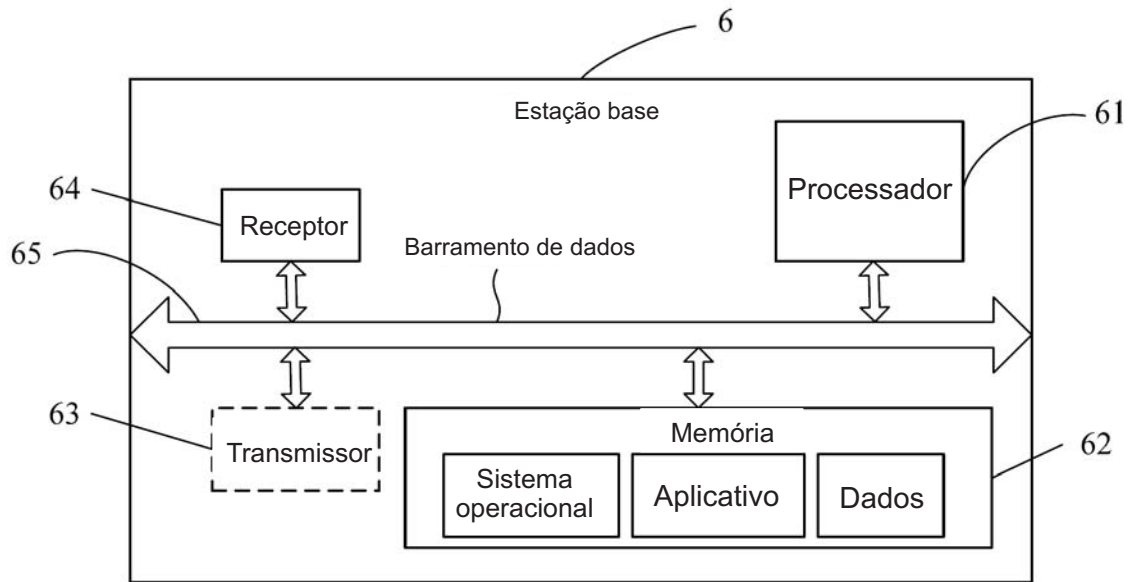 6
Estação base
61
Processador
64
Receptor
65
Barramento de dados
63
Transmissor
Memória
62
Sistema
operacional
Aplicativo
Dados